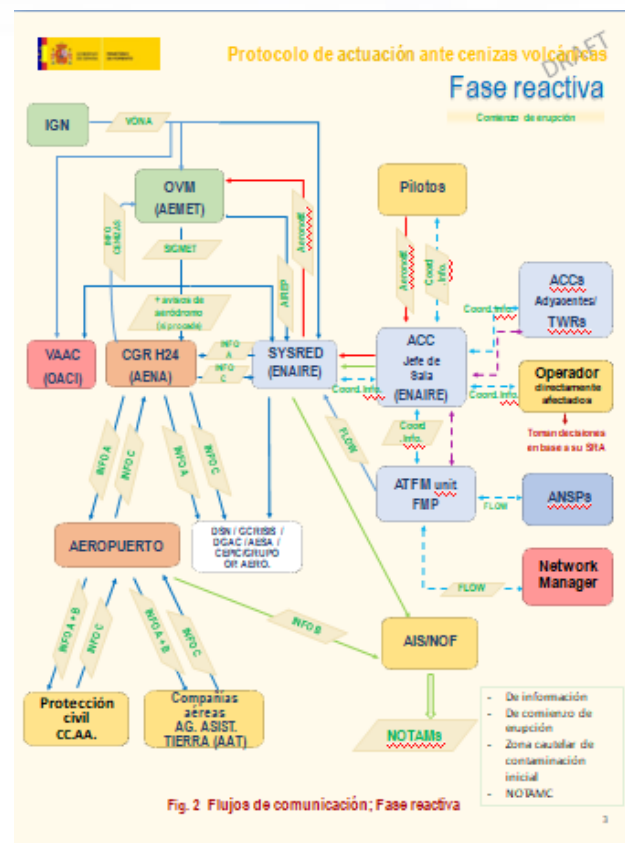 Protocolo de actuación ante cenizas volcánicas
DRAFT
Fase reactiva
Comienzo de erupción
IGN
VONA
OVM
(AEMET)
Pilotos
INFO
CENIZAS
SIGMET
Aeronotif.
AIREP
Aeronotif.
Coord
.Info.
+ avisos de
aeródromo
(si procede)
ACCs
Adyacentes/
TWRs
Coord.Info.
VAAC
(OACI)
CGR H24
(AENA)
INFO
A
INFO
C
SYSRED
(ENAIRE)
ACC
Jefe de
Sala
(ENAIRE)
Operador
directamente
afectados
Coord.Info.
Coord.Info.
Toman decisiones
en base a su SRA
INFO A
INFO C
INFO A
INFO C
FLOW
Coord
.Info.
ATFM unit
FMP
FLOW
ANSPs
AEROPUERTO
DSN / GCRISIS /
DGAC /AESA /
CEPIC/GRUPO
OP. AERO.
Network
Manager
FLOW
INFO A + B
INFO C
INFO A + B
INFO C
INFO B
AIS/NOF
Protección
civil
CC.AA.
Compañías
aéreas
AG. ASIST.
TIERRA (AAT)
NOTAMs
- De información
- De comienzo de
erupción
- Zona cautelar de
contaminación
inicial
- NOTAMC
Fig. 2 Flujos de comunicación; Fase reactiva
3